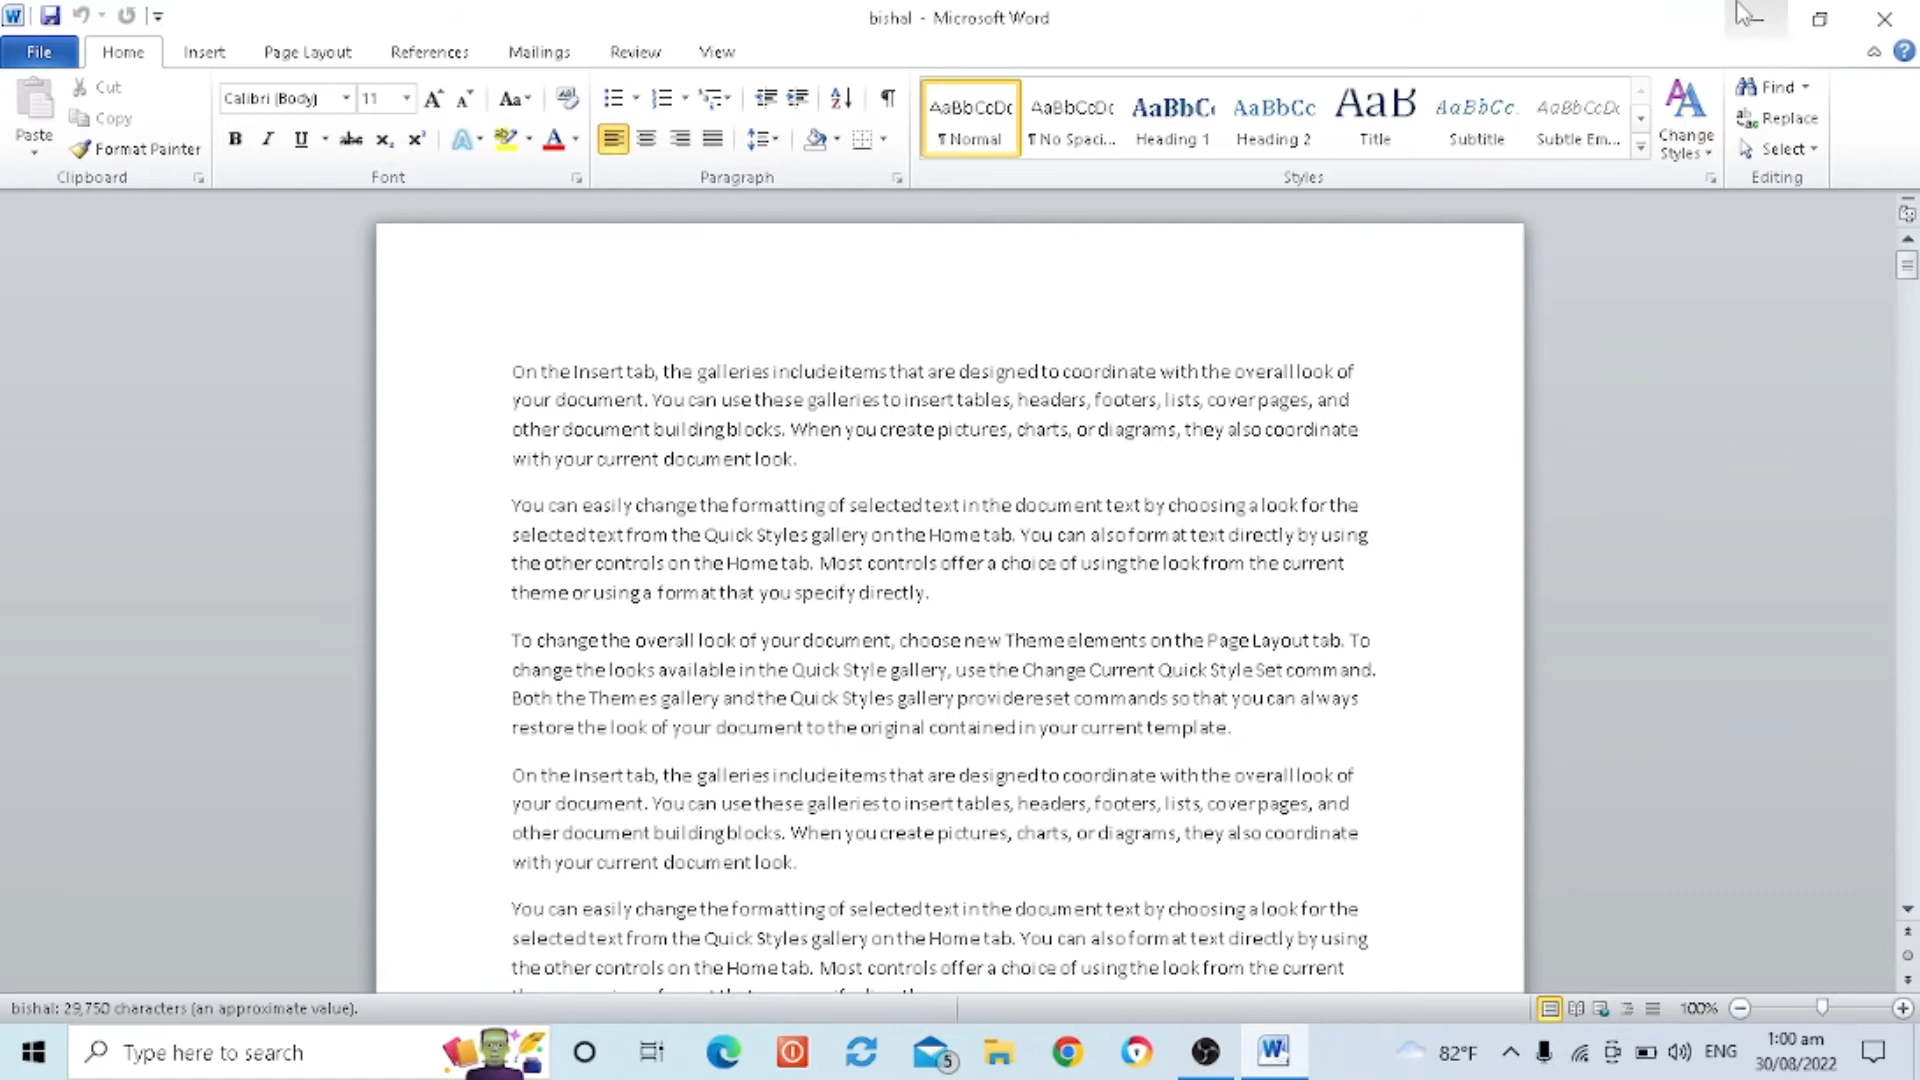 bishal - Microsoft Word
File Home Insert Page Layout References Mailings Review View
Paste
Cut
Copy
Format Painter
Clipboard
Calibri (Body) 11
Font
Paragraph
AaBbCcDc AaBbCcDc AaBbC AaBbCc AaB AaBbCc. AaBbCcDc
¶ Normal ¶ No Spaci... Heading 1 Heading 2 Title Subtitle Subtle Em...
Styles
Change Styles
Find
Replace
Select
Editing
On the Insert tab, the galleries include items that are designed to coordinate with the overall look of
your document. You can use these galleries to insert tables, headers, footers, lists, cover pages, and
other document building blocks. When you create pictures, charts, or diagrams, they also coordinate
with your current document look.
You can easily change the formatting of selected text in the document text by choosing a look for the
selected text from the Quick Styles gallery on the Home tab. You can also format text directly by using
the other controls on the Home tab. Most controls offer a choice of using the look from the current
theme or using a format that you specify directly.
To change the overall look of your document, choose new Theme elements on the Page Layout tab. To
change the looks available in the Quick Style gallery, use the Change Current Quick Style Set command.
Both the Themes gallery and the Quick Styles gallery provide reset commands so that you can always
restore the look of your document to the original contained in your current template.
On the Insert tab, the galleries include items that are designed to coordinate with the overall look of
your document. You can use these galleries to insert tables, headers, footers, lists, cover pages, and
other document building blocks. When you create pictures, charts, or diagrams, they also coordinate
with your current document look.
You can easily change the formatting of selected text in the document text by choosing a look for the
selected text from the Quick Styles gallery on the Home tab. You can also format text directly by using
the other controls on the Home tab. Most controls offer a choice of using the look from the current
bishal: 29,750 characters (an approximate value).
100%
Type here to search
5
82°F
ENG
1:00 am
30/08/2022